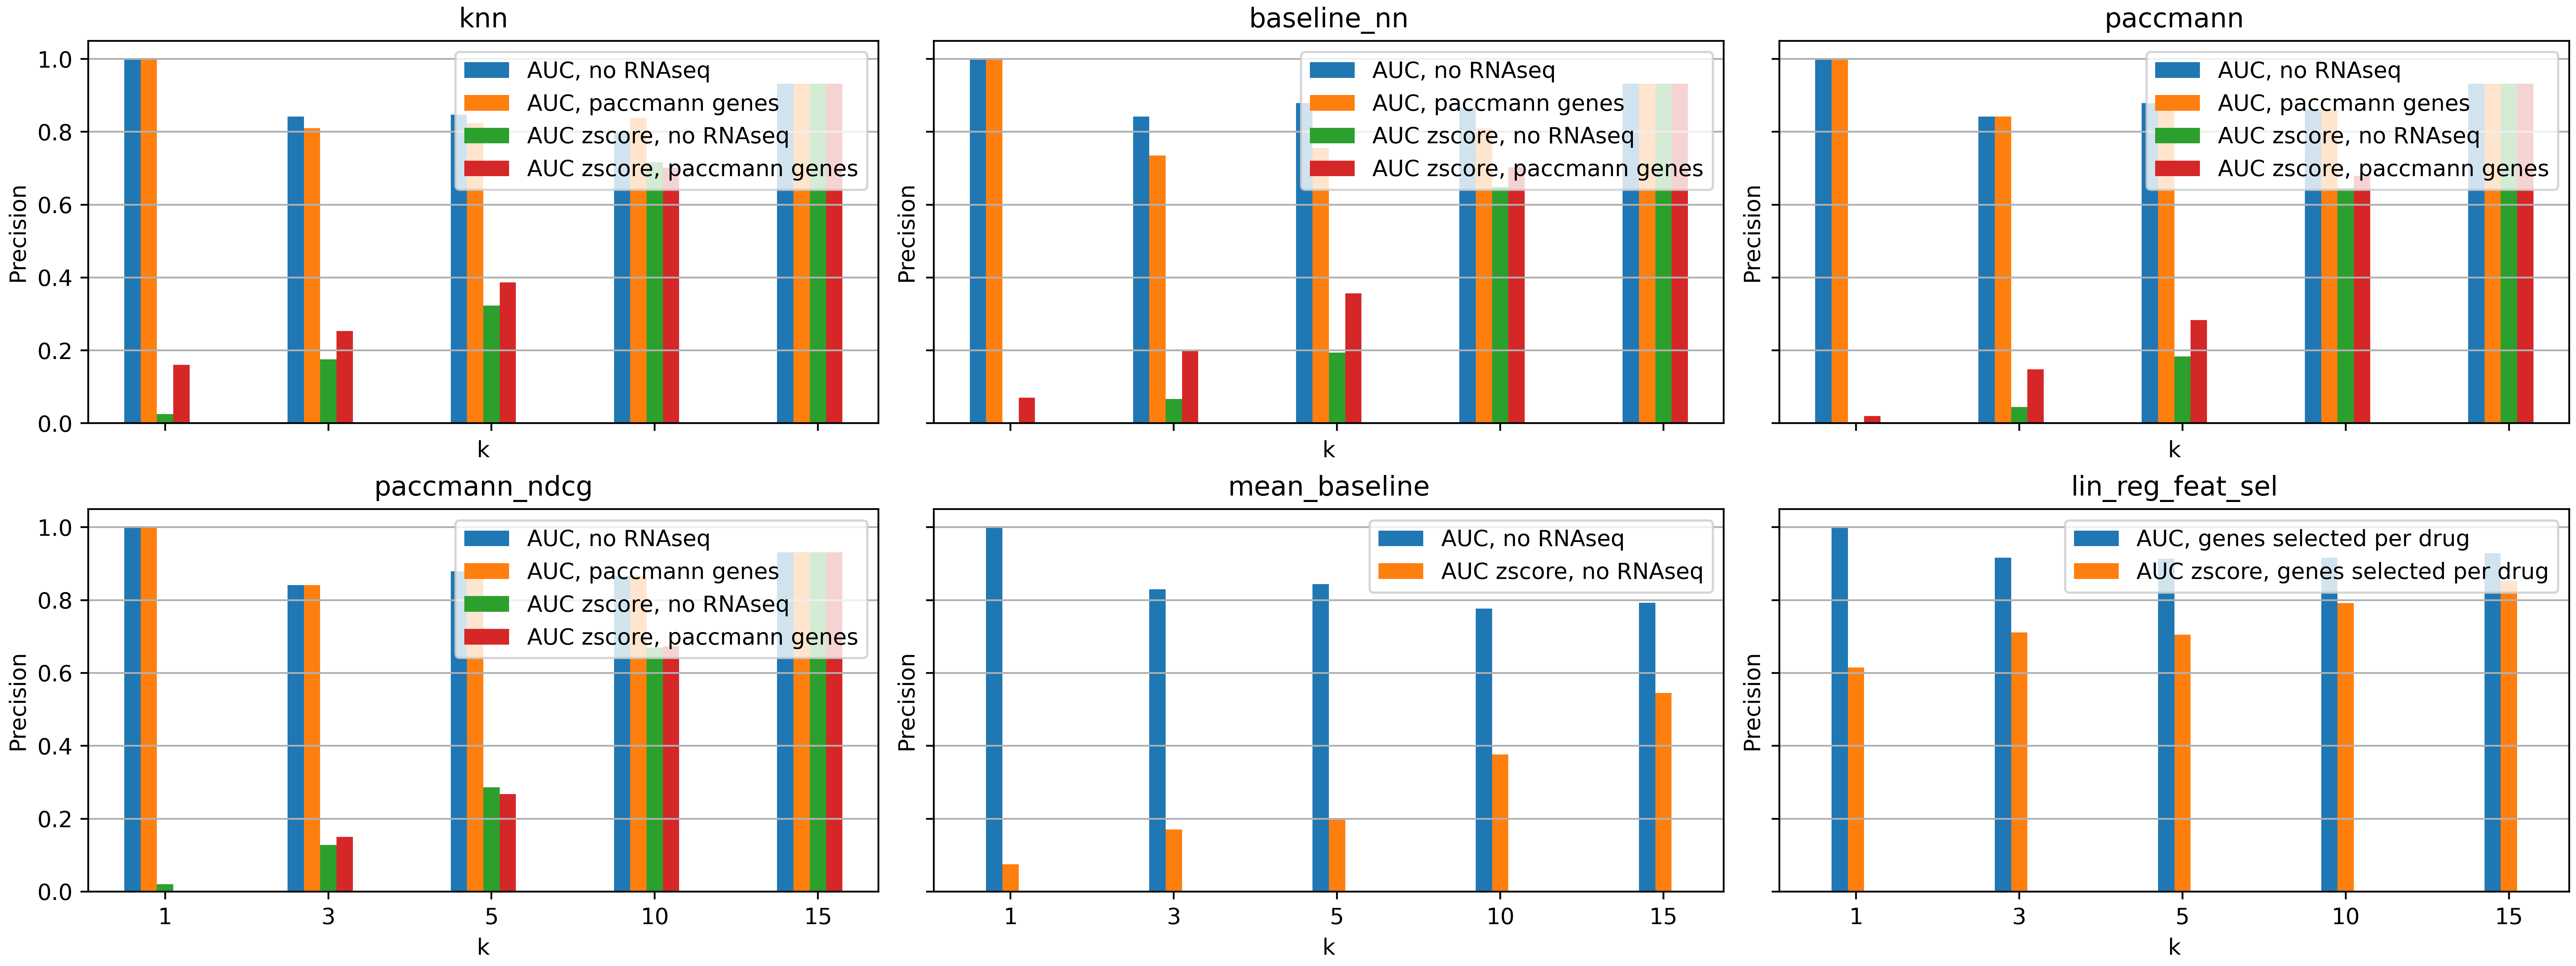 knn
1.0
0.8
0.6
0.4
0.2
0.0
Precision
k
AUC, no RNAseq
AUC, paccmann genes
AUC zscore, no RNAseq
AUC zscore, paccmann genes
baseline_nn
Precision
k
AUC, no RNAseq
AUC, paccmann genes
AUC zscore, no RNAseq
AUC zscore, paccmann genes
paccmann
Precision
k
AUC, no RNAseq
AUC, paccmann genes
AUC zscore, no RNAseq
AUC zscore, paccmann genes
paccmann_ndcg
1.0
0.8
0.6
0.4
0.2
0.0
Precision
1 3 5 10 15
k
AUC, no RNAseq
AUC, paccmann genes
AUC zscore, no RNAseq
AUC zscore, paccmann genes
mean_baseline
Precision
1 3 5 10 15
k
AUC, no RNAseq
AUC zscore, no RNAseq
lin_reg_feat_sel
Precision
1 3 5 10 15
k
AUC, genes selected per drug
AUC zscore, genes selected per drug